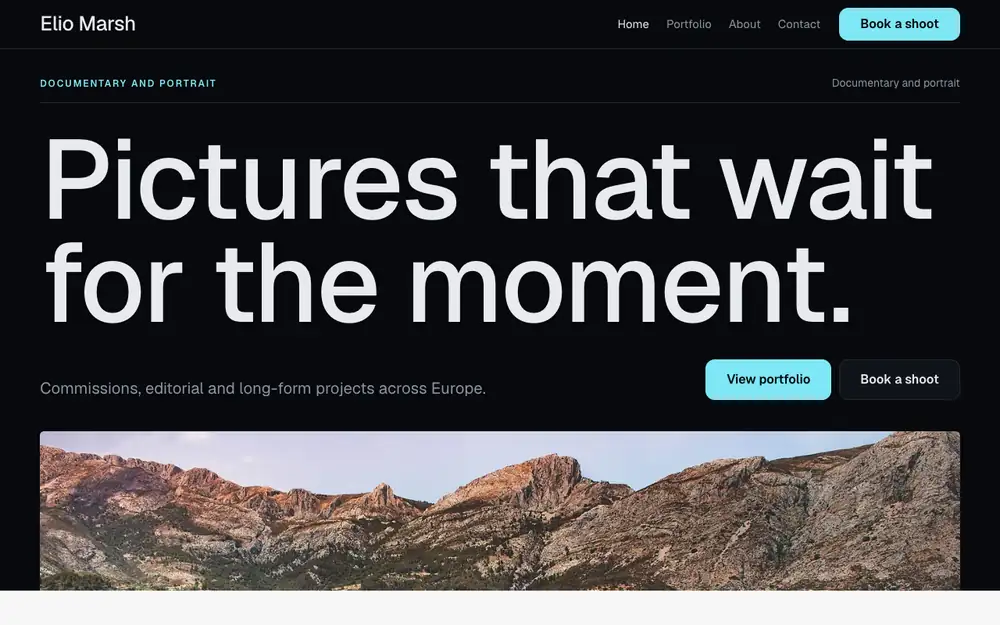 Elio Marsh
Home Portfolio About Contact Book a shoot
DOCUMENTARY AND PORTRAIT
Documentary and portrait
Pictures that wait
for the moment.
Commissions, editorial and long-form projects across Europe.
View portfolio Book a shoot